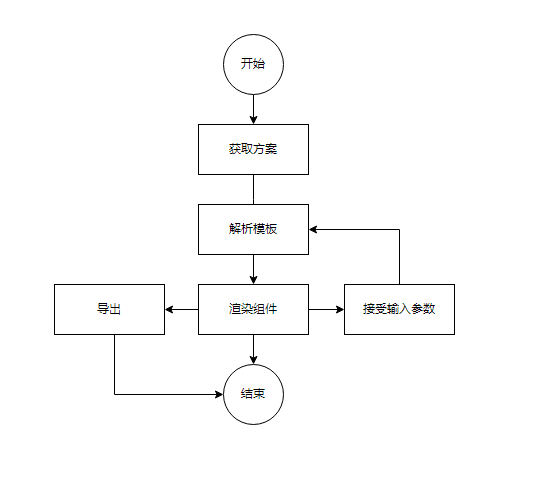 开始
获取方案
解析模板
导出
渲染组件
接受输入参数
结束